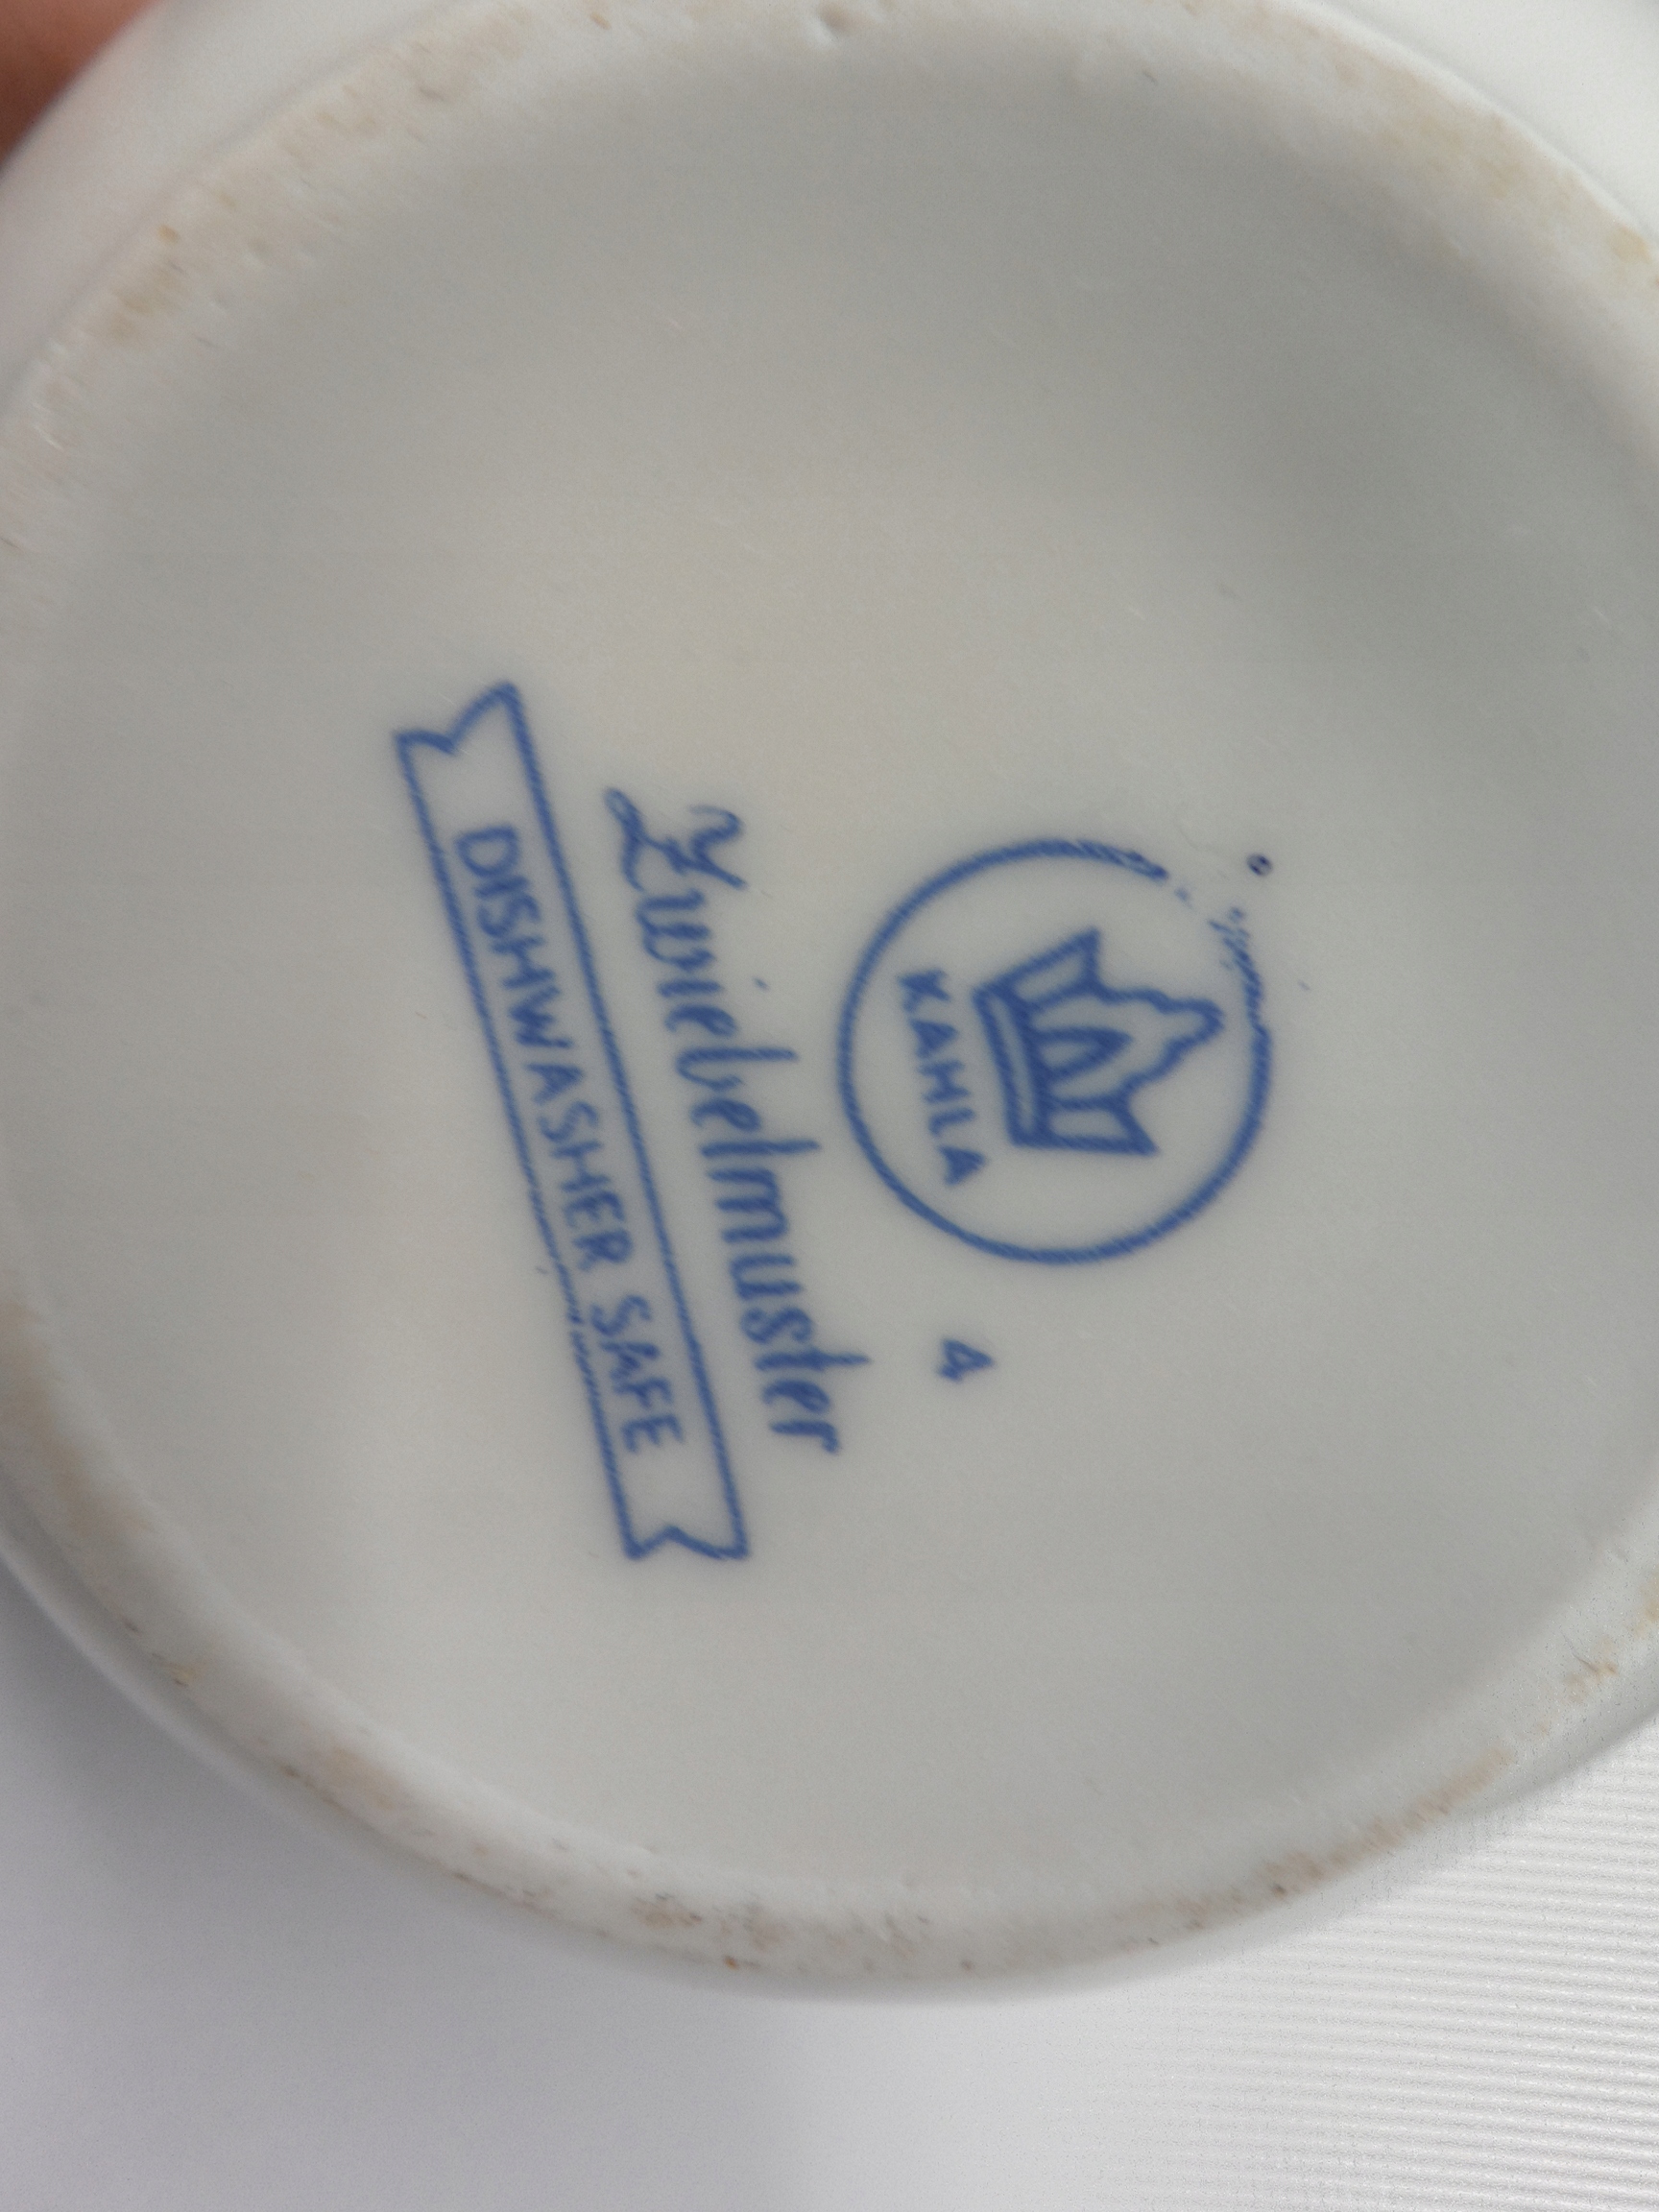 KAHLA
4
Zwiebelmuster
DISHWASHER SAFE